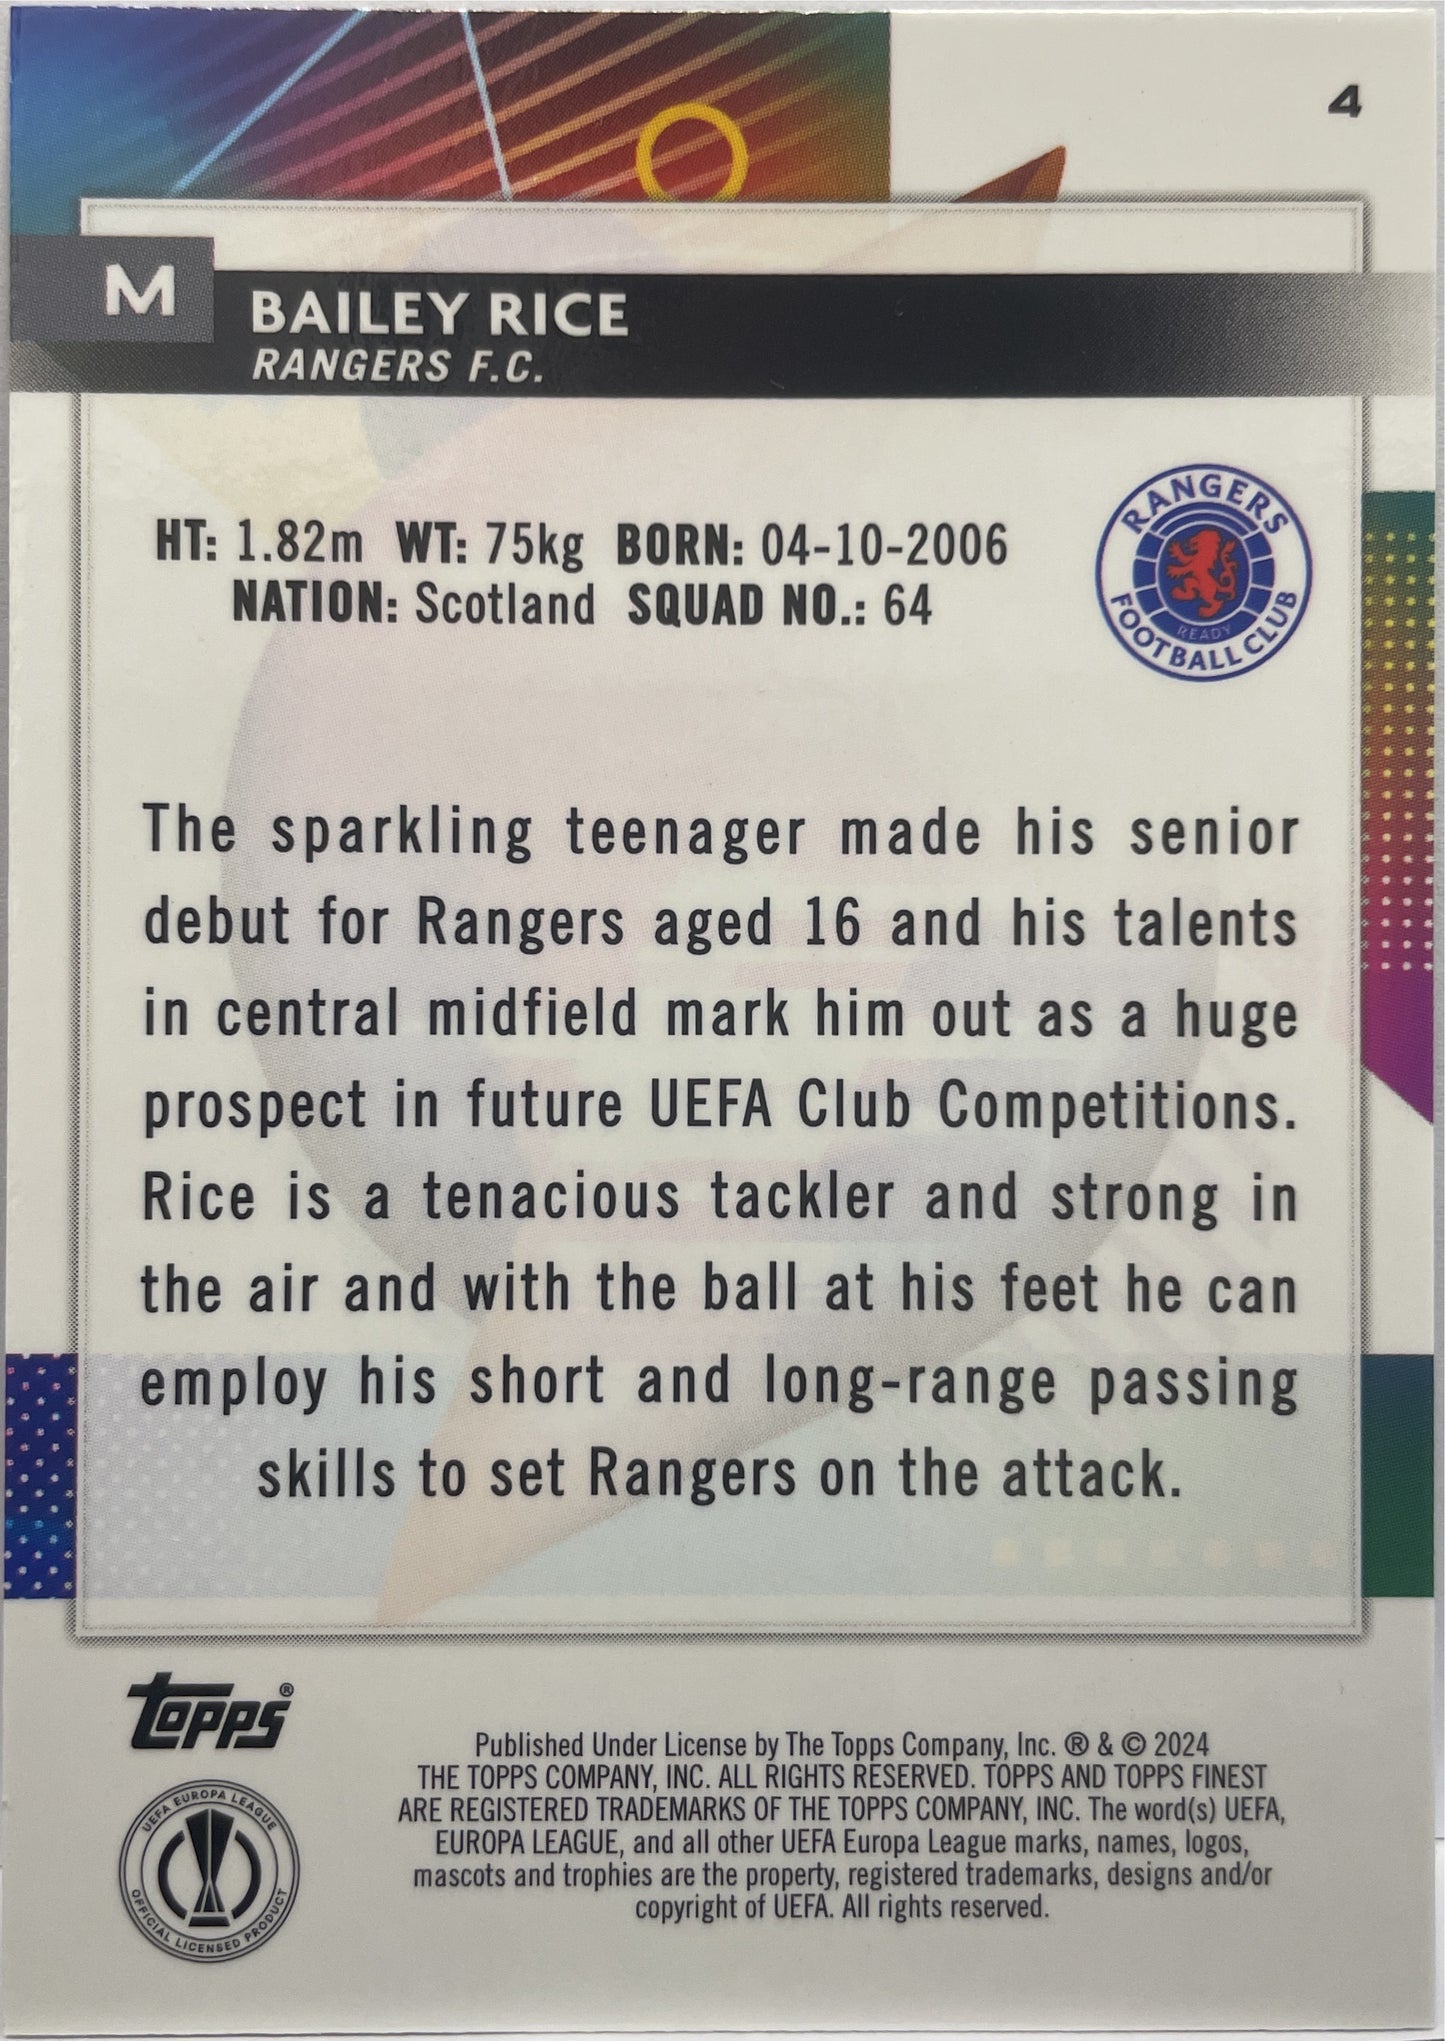 4
M
BAILEY RICE
RANGERS F.C.
HT: 1.82m WT: 75kg BORN: 04-10-2006
NATION: Scotland SQUAD NO.: 64
RANGERS
READY
FOOTBALL CLUB
The sparkling teenager made his senior
debut for Rangers aged 16 and his talents
in central midfield mark him out as a huge
prospect in future UEFA Club Competitions.
Rice is a tenacious tackler and strong in
the air and with the ball at his feet he can
employ his short and long-range passing
skills to set Rangers on the attack.
topps®
UEFA EUROPA LEAGUE
OFFICIAL LICENSED PRODUCT
Published Under License by The Topps Company, Inc. ® & © 2024
THE TOPPS COMPANY, INC. ALL RIGHTS RESERVED. TOPPS AND TOPPS FINEST
ARE REGISTERED TRADEMARKS OF THE TOPPS COMPANY, INC. The word(s) UEFA,
EUROPA LEAGUE, and all other UEFA Europa League marks, names, logos,
mascots and trophies are the property, registered trademarks, designs and/or
copyright of UEFA. All rights reserved.